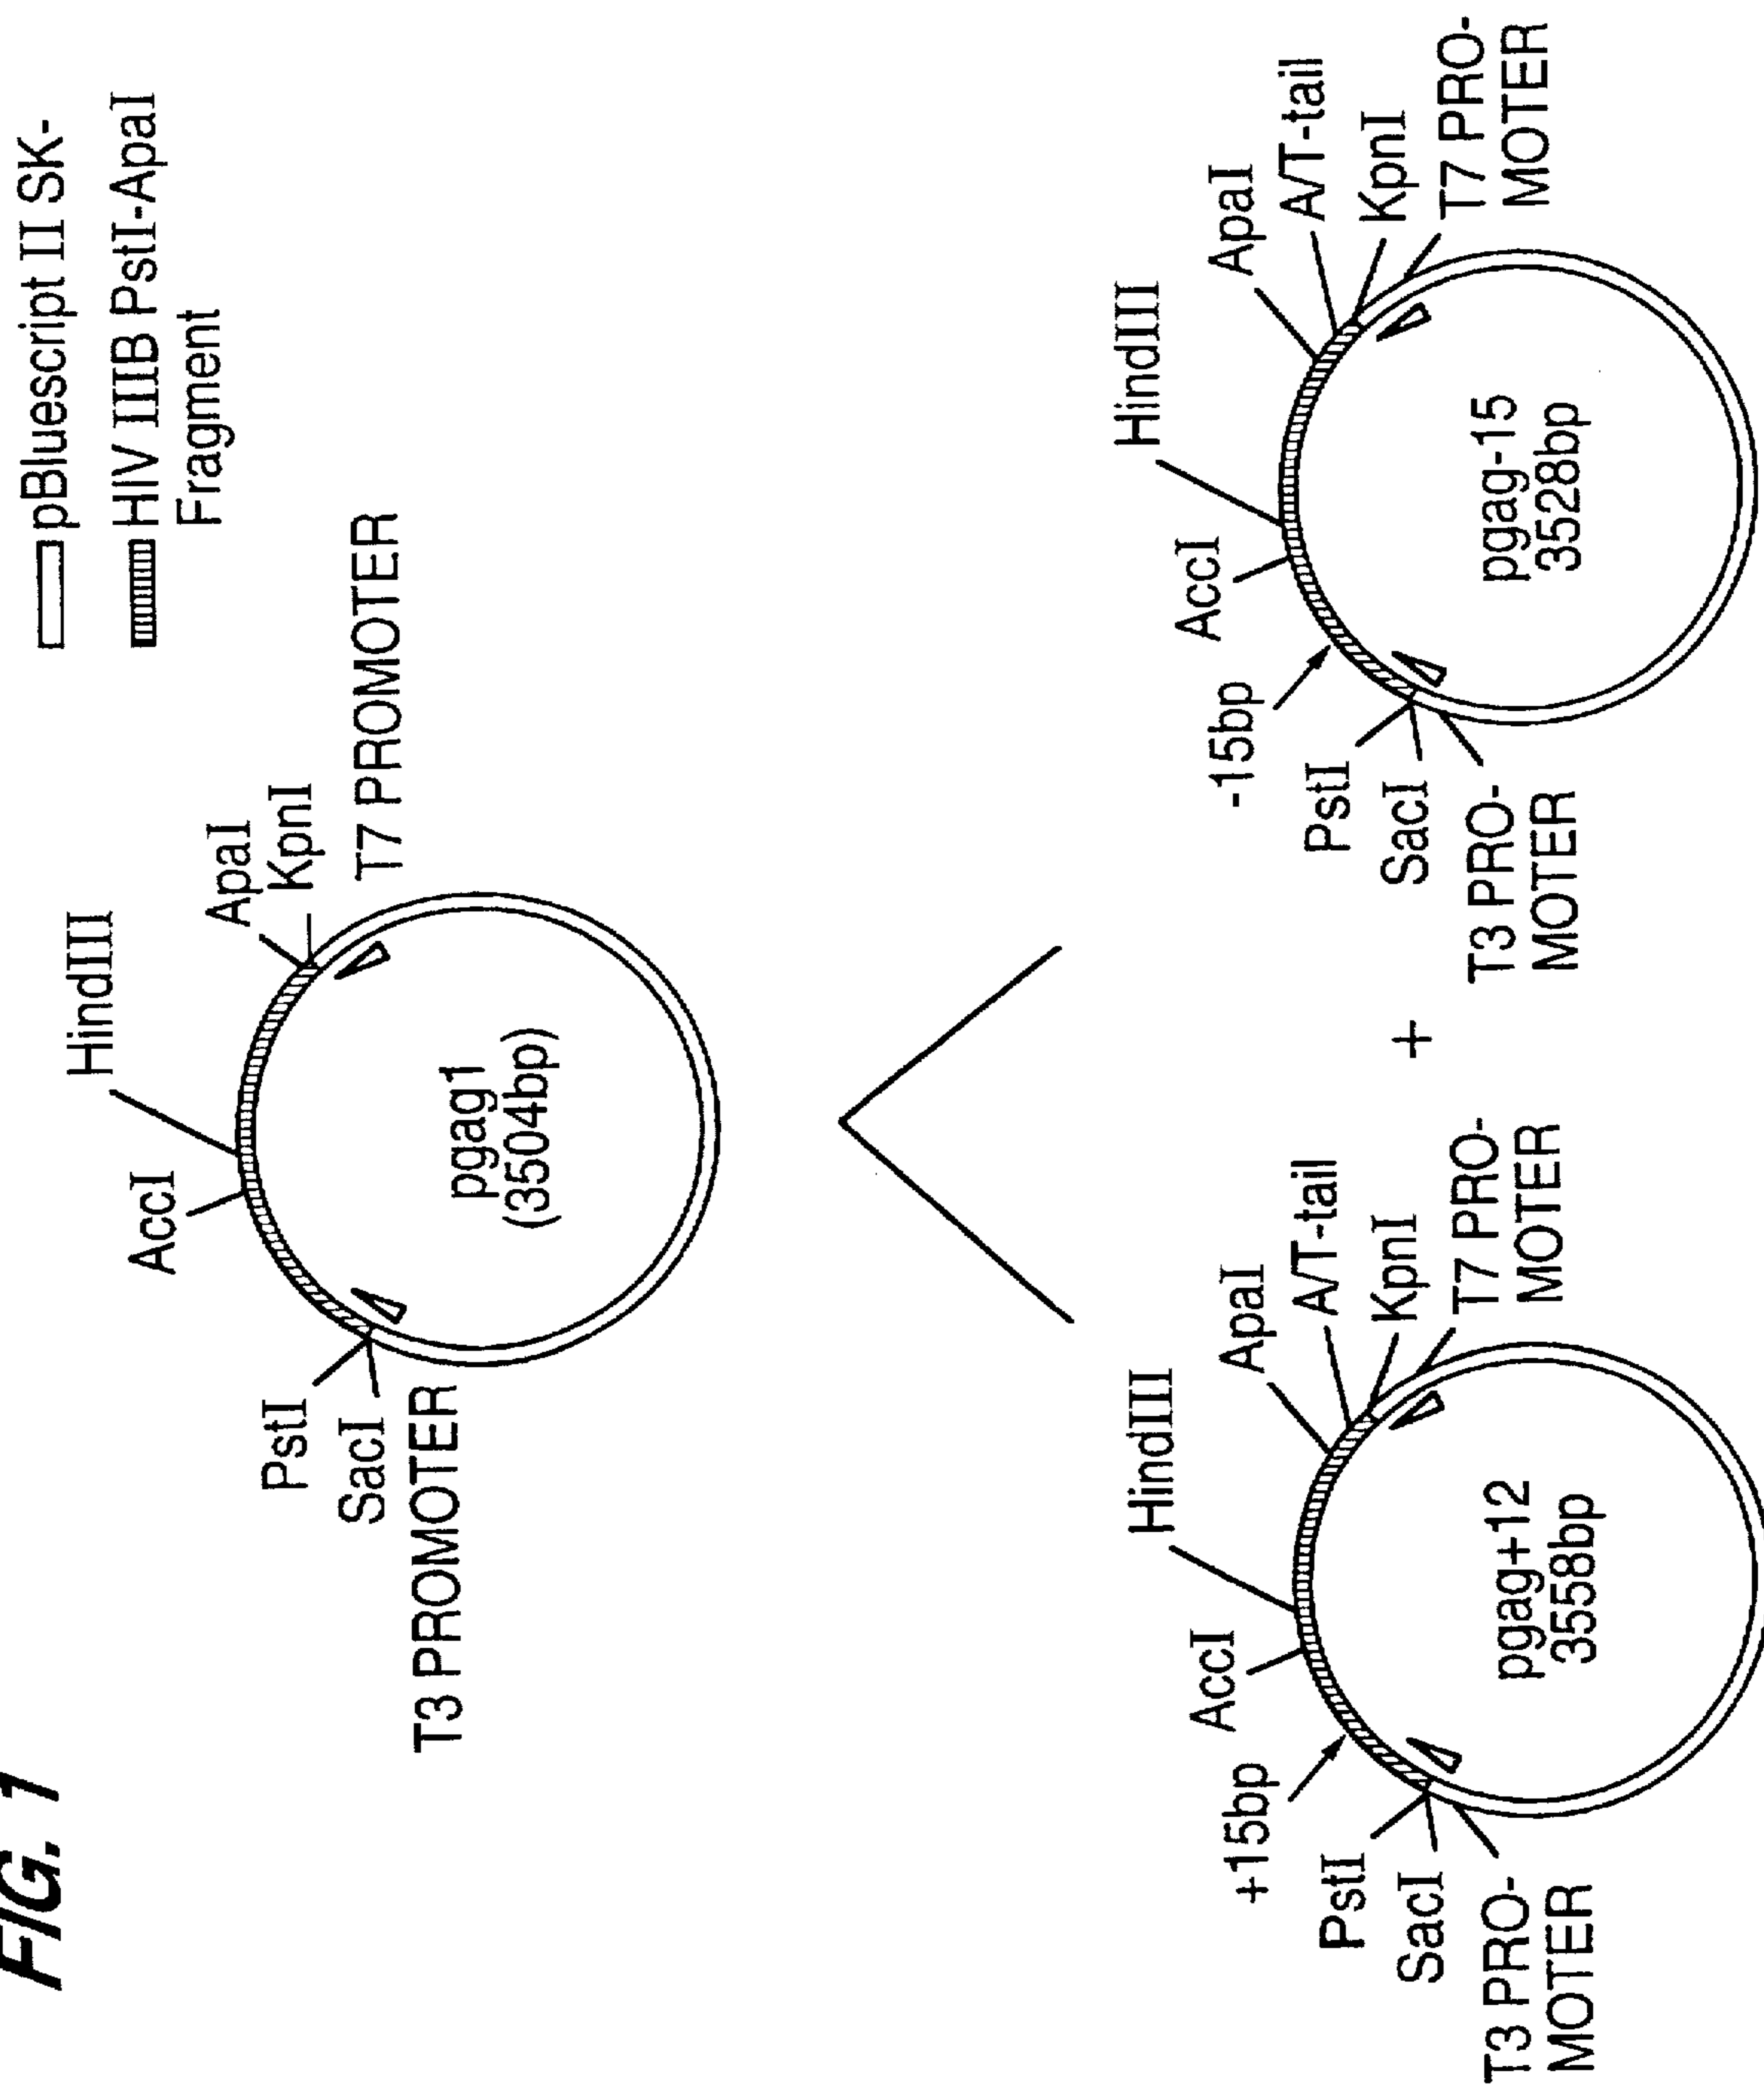 FIG. 1
pBluescript II SK-
HIV IIIB PstI-ApaI
Fragment
HindIII
AccI
ApaI
KpnI
PstI
SacI
T3 PROMOTER
T7 PROMOTER
pgag1
(3504bp)
HindIII
AccI
ApaI
+15bp
A/T-tail
PstI
KpnI
SacI
T7 PRO-
MOTER
T3 PRO-
MOTER
pgag+12
3558bp
+
HindIII
AccI
ApaI
-15bp
A/T-tail
PstI
KpnI
SacI
T7 PRO-
MOTER
T3 PRO-
MOTER
pgag-15
3528bp